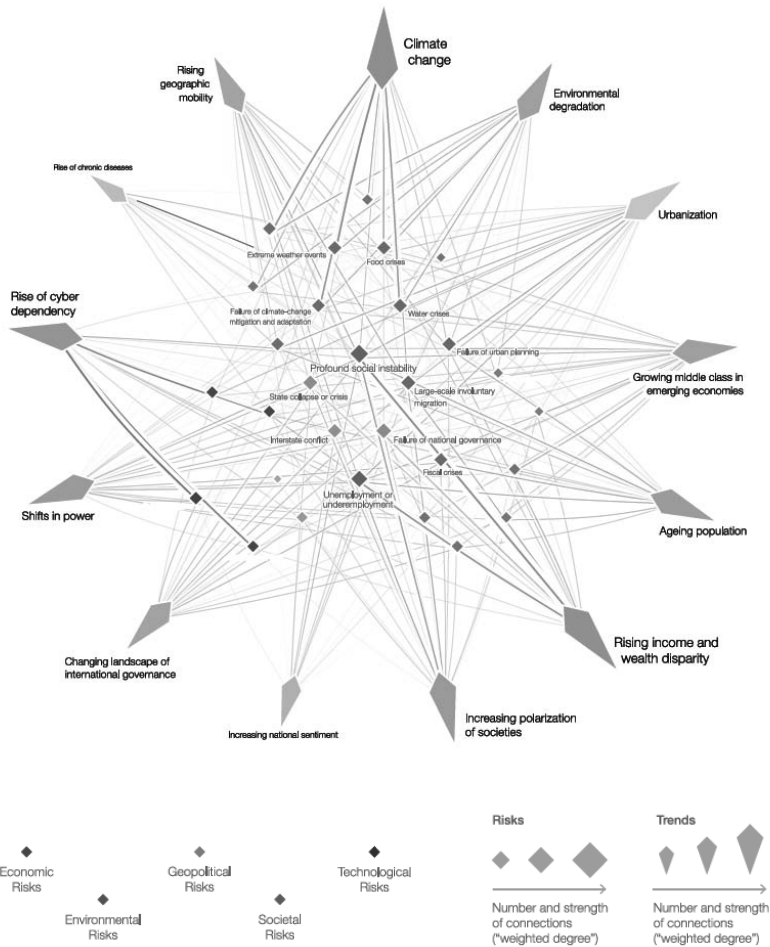 Climate
change
Rising
geographic
mobility
Environmental
degradation
Rise of chronic diseases
Urbanization
Extreme weather events
Food crises
Rise of cyber
dependency
Failure of climate-change
mitigation and adaptation
Water crises
Failure of urban planning
Profound social instability
Growing middle class in
emerging economies
State collapse or crisis
Large-scale involuntary
migration
Interstate conflict
Failure of national governance
Fiscal crises
Unemployment or
underemployment
Shifts in power
Ageing population
Rising income and
wealth disparity
Changing landscape of
international governance
Increasing national sentiment
Increasing polarization
of societies
Risks
Trends
Economic
Risks
Geopolitical
Risks
Technological
Risks
Environmental
Risks
Societal
Risks
Number and strength
of connections
("weighted degree")
Number and strength
of connections
("weighted degree")